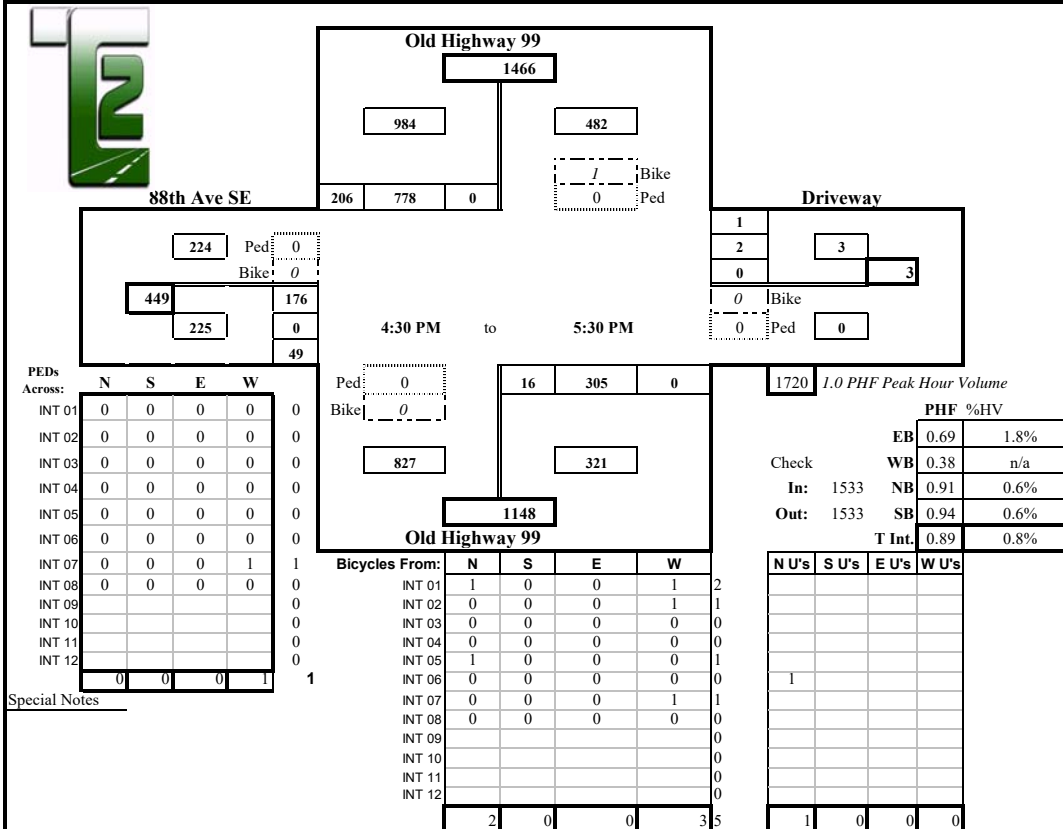 T2
Old Highway 99
1466
984 482
1 Bike
88th Ave SE 206 778 0 0 Ped Driveway
1
224 Ped 0 2 3
Bike 0 0 3
449 176 0 Bike
225 0 4:30 PM to 5:30 PM 0 Ped 0
49
PEDs
Across: N S E W Ped 0 16 305 0 1720 1.0 PHF Peak Hour Volume
INT 01 0 0 0 0 0 Bike 0 PHF %HV
INT 02 0 0 0 0 0 EB 0.69 1.8%
INT 03 0 0 0 0 0 827 321 Check WB 0.38 n/a
INT 04 0 0 0 0 0 In: 1533 NB 0.91 0.6%
INT 05 0 0 0 0 0 1148 Out: 1533 SB 0.94 0.6%
INT 06 0 0 0 0 0 Old Highway 99 T Int. 0.89 0.8%
INT 07 0 0 0 1 1 Bicycles From: N S E W N U's S U's E U's W U's
INT 08 0 0 0 0 0 INT 01 1 0 0 1 2
INT 09 0 INT 02 0 0 0 1 1
INT 10 0 INT 03 0 0 0 0 0
INT 11 0 INT 04 0 0 0 0 0
INT 12 0 INT 05 1 0 0 0 1
0 0 0 1 1 INT 06 0 0 0 0 0 1
Special Notes INT 07 0 0 0 1 1
INT 08 0 0 0 0 0
INT 09 0
INT 10 0
INT 11 0
INT 12 0
2 0 0 3 5 1 0 0 0